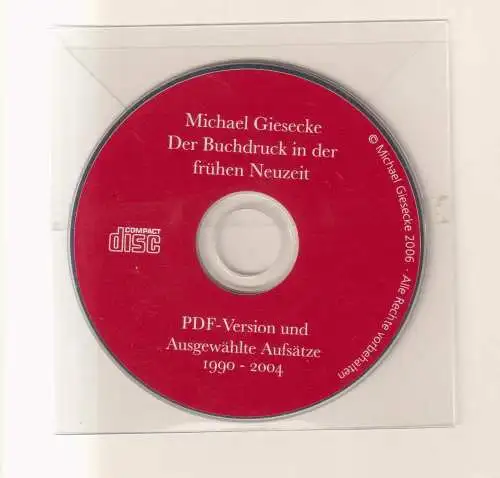 Michael Giesecke
Der Buchdruck in der
frühen Neuzeit
COMPACT
disc
PDF-Version und
Ausgewählte Aufsätze
1990 - 2004
© Michael Giesecke 2006 · Alle Rechte vorbehalten